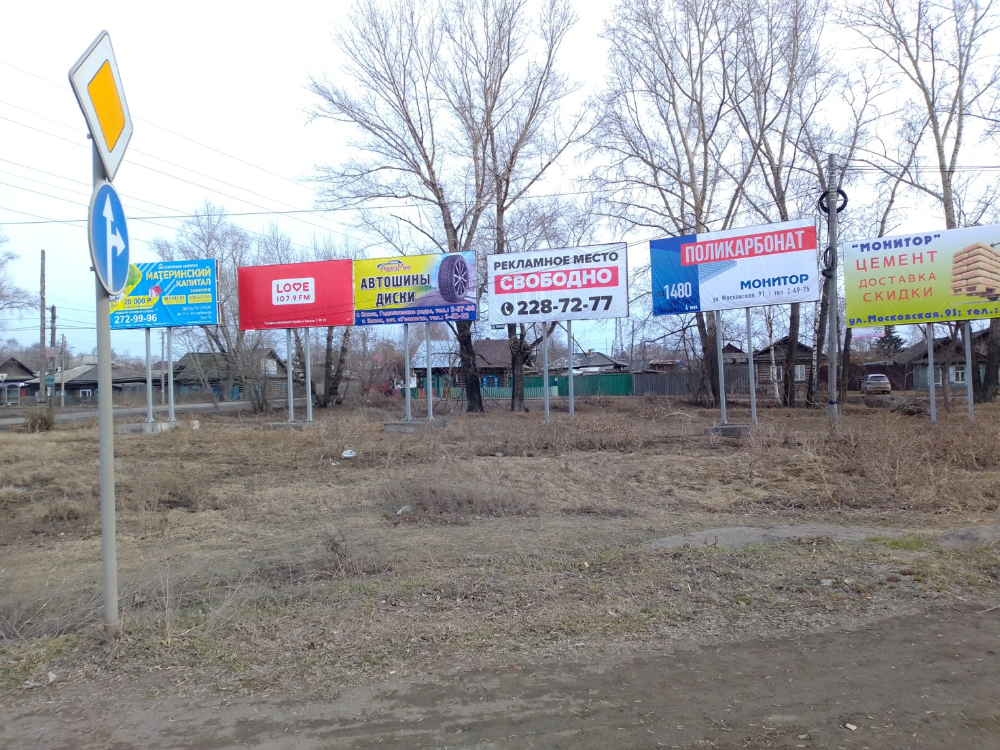 СЕМЕЙНЫЙ КАПИТАЛ
МАТЕРИНСКИЙ
КАПИТАЛ
ЗАКОННО
20 000 Р
ДЕНЬГИ СРАЗУ
до 3-х лет ребенка
272-99-96
LOVE
107.9 FM
АвтоМаг
АВТОШИНЫ
ДИСКИ
г. Канск, Гадаловские ряды, тел.: 3-37-98
г. Канск, ост. «Геологи», тел.: 3-52-22
РЕКЛАМНОЕ МЕСТО
СВОБОДНО
228-72-77
ПОЛИКАРБОНАТ
от 1480
4 мм
МОНИТОР
ул. Московская, 91 | тел. 2-49-75
"МОНИТОР"
ЦЕМЕНТ
ДОСТАВКА
СКИДКИ
ул.Московская,91; тел.: